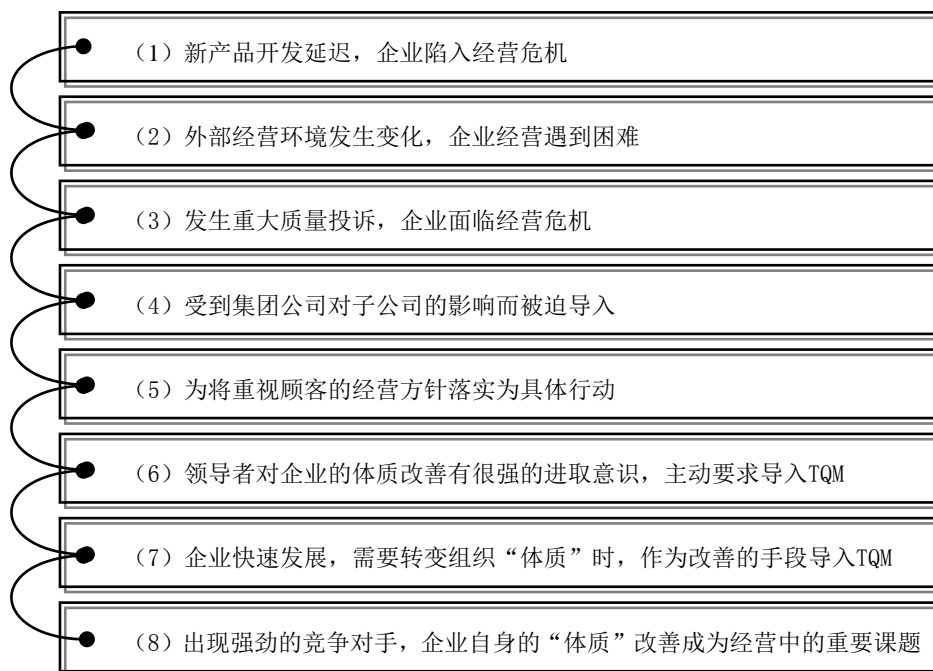 （1）新产品开发延迟，企业陷入经营危机
（2）外部经营环境发生变化，企业经营遇到困难
（3）发生重大质量投诉，企业面临经营危机
（4）受到集团公司对子公司的影响而被迫导入
（5）为将重视顾客的经营方针落实为具体行动
（6）领导者对企业的体质改善有很强的进取意识，主动要求导入TQM
（7）企业快速发展，需要转变组织“体质”时，作为改善的手段导入TQM
（8）出现强劲的竞争对手，企业自身的“体质”改善成为经营中的重要课题